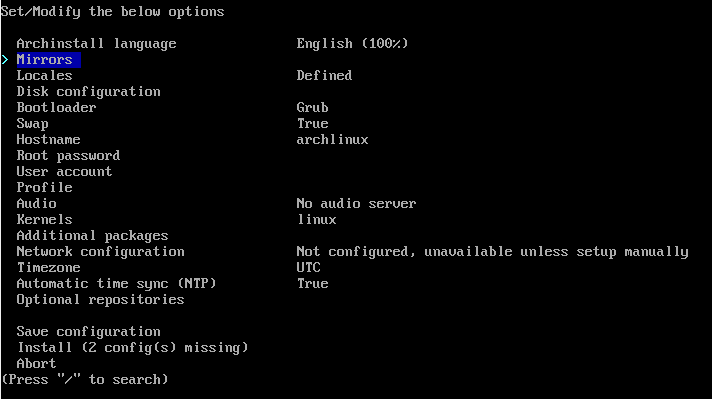 Set/Modify the below options
Archinstall language English (100%)
> Mirrors
Locales Defined
Disk configuration
Bootloader Grub
Swap True
Hostname archlinux
Root password
User account
Profile
Audio No audio server
Kernels linux
Additional packages
Network configuration Not configured, unavailable unless setup manually
Timezone UTC
Automatic time sync (NTP) True
Optional repositories
Save configuration
Install (2 config(s) missing)
Abort
(Press "/" to search)